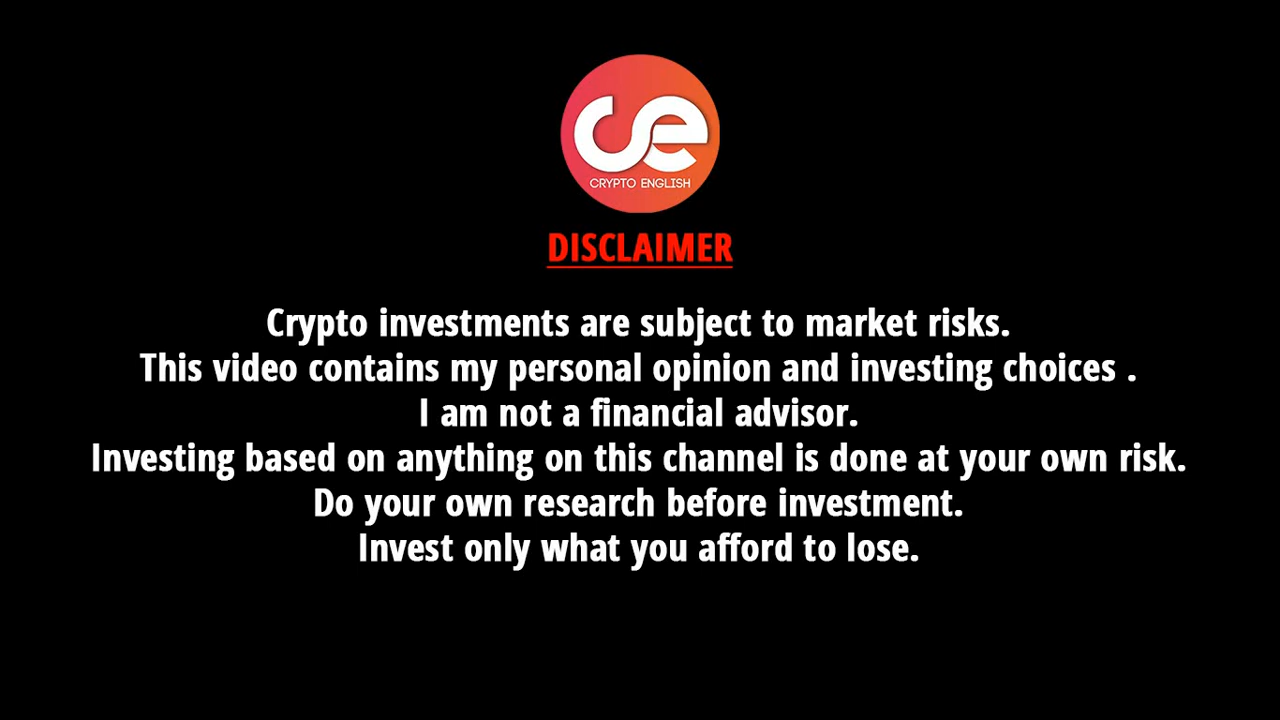 ce
CRYPTO ENGLISH
DISCLAIMER
Crypto investments are subject to market risks.
This video contains my personal opinion and investing choices .
I am not a financial advisor.
Investing based on anything on this channel is done at your own risk.
Do your own research before investment.
Invest only what you afford to lose.